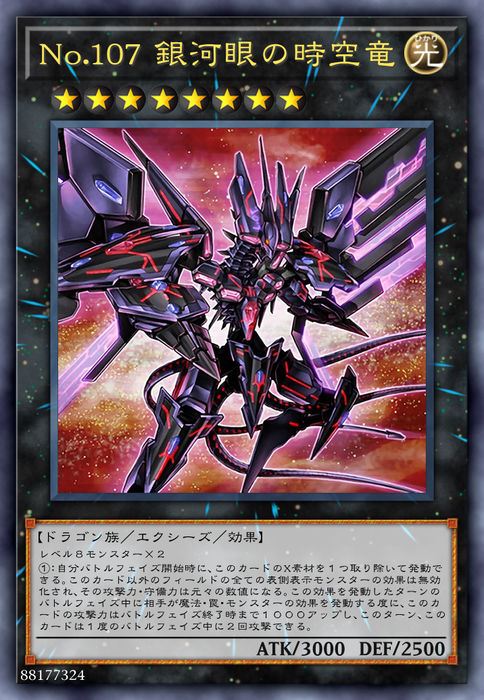 No.107 銀河眼の時空竜
ひかり
光
【ドラゴン族／エクシーズ／効果】
レベル８モンスター×２
①：自分バトルフェイズ開始時に、このカードのX素材を１つ取り除いて発動で
きる。このカード以外のフィールドの全ての表側表示モンスターの効果は無効
化され、その攻撃力・守備力は元々の数値になる。この効果を発動したターンの
バトルフェイズ中に相手が魔法・罠・モンスターの効果を発動する度に、このカー
ドの攻撃力はバトルフェイズ終了時まで１０００アップし、このターン、この
カードは１度のバトルフェイズ中に２回攻撃できる。
ATK/3000 DEF/2500
88177324